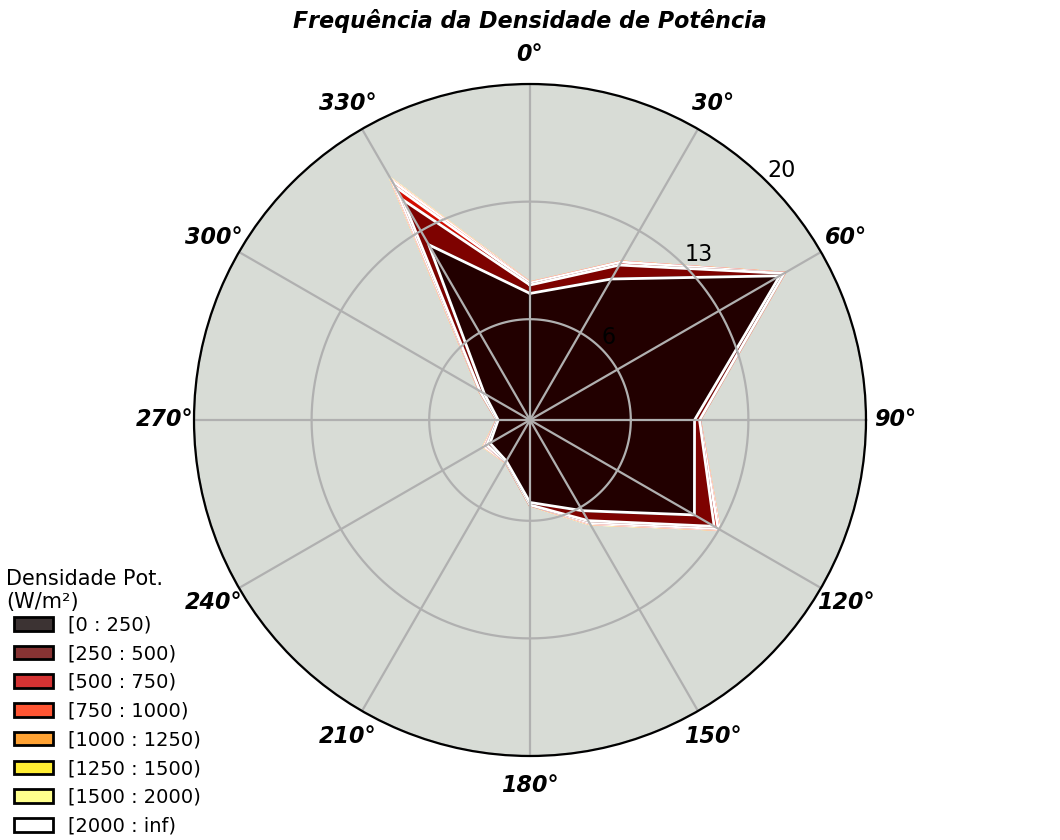 Frequência da Densidade de Potência
0°
30°
60°
90°
120°
150°
180°
210°
240°
270°
300°
330°
6
13
20
Densidade Pot.
(W/m²)
[0 : 250)
[250 : 500)
[500 : 750)
[750 : 1000)
[1000 : 1250)
[1250 : 1500)
[1500 : 2000)
[2000 : inf)